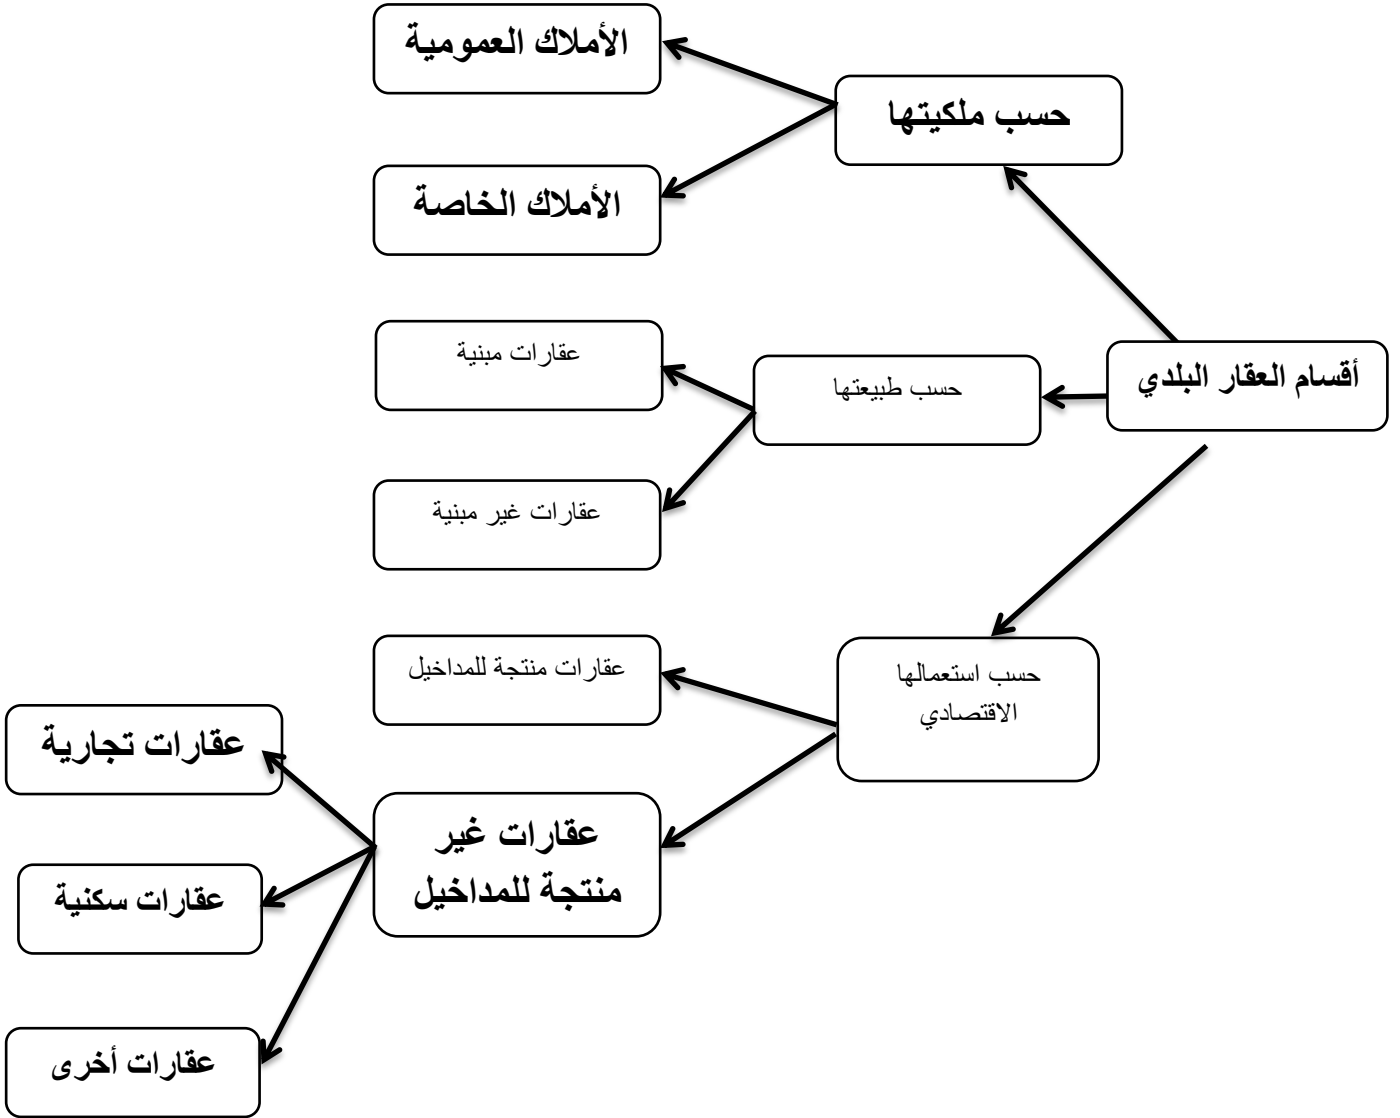 أقسام العقار البلدي
حسب ملكيتها
الأملاك العمومية
الأملاك الخاصة
حسب طبيعتها
عقارات مبنية
عقارات غير مبنية
حسب استعمالها
الاقتصادي
عقارات منتجة للمداخيل
عقارات غير
منتجة للمداخيل
عقارات تجارية
عقارات سكنية
عقارات أخرى